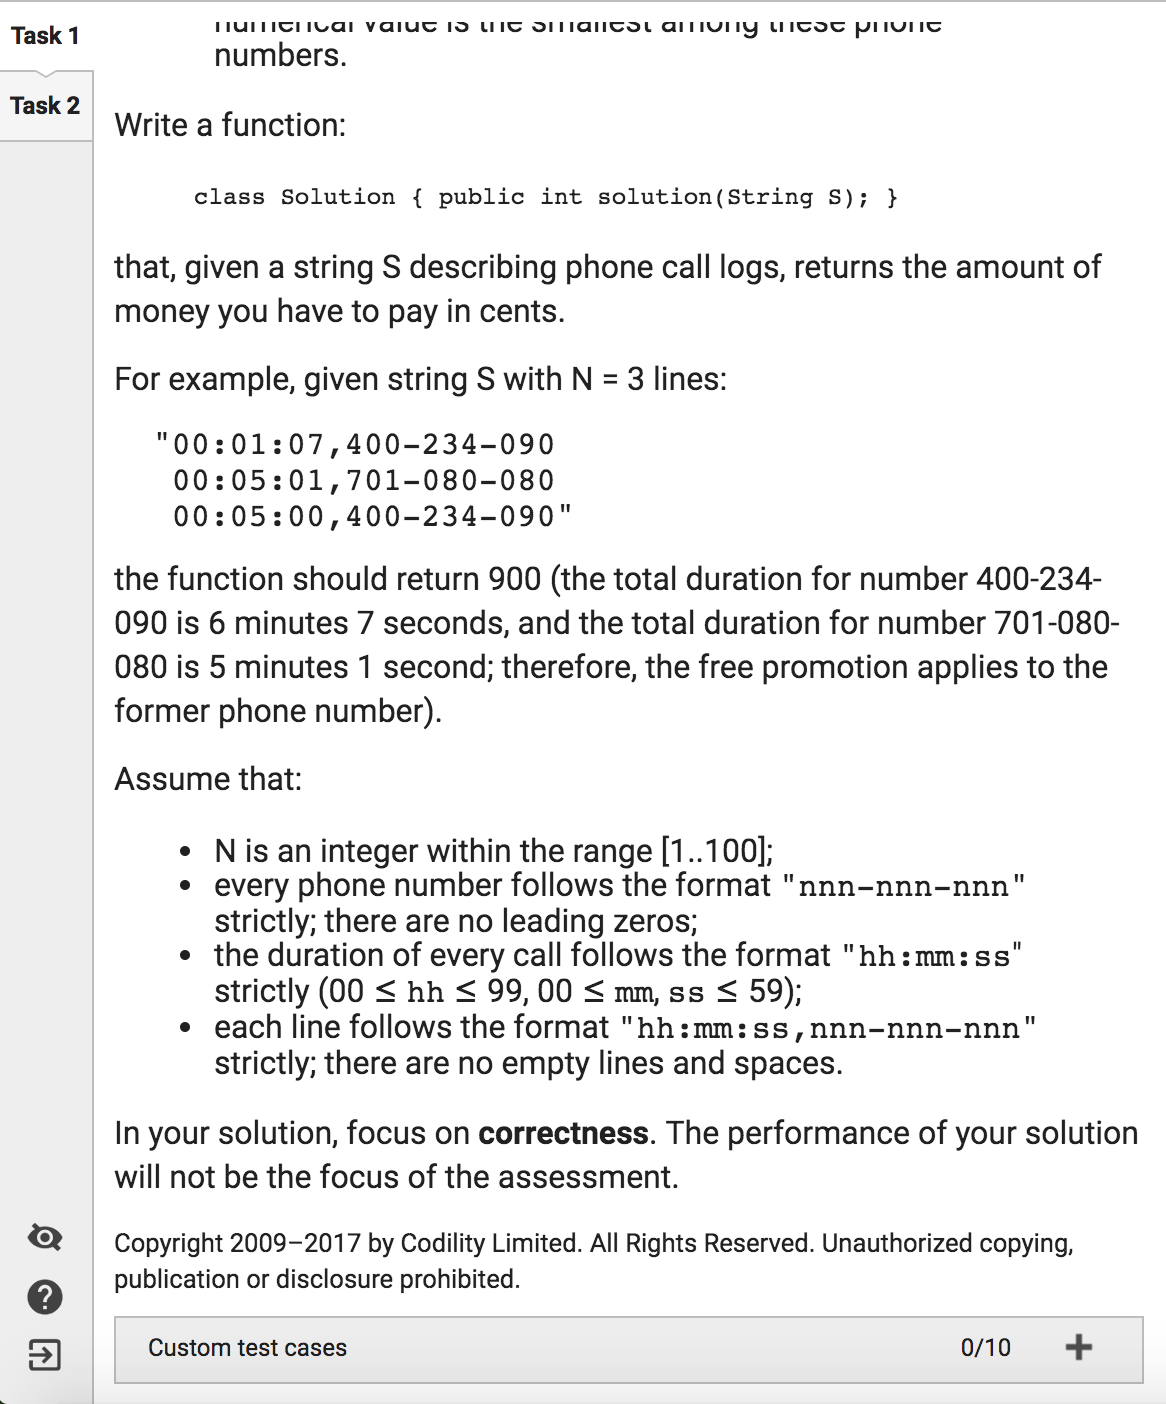 Task 1
Task 2
numerical value is the smallest among these phone
numbers.
Write a function:
class Solution { public int solution(String S); }
that, given a string S describing phone call logs, returns the amount of
money you have to pay in cents.
For example, given string S with N = 3 lines:
"00:01:07,400-234-090
00:05:01,701-080-080
00:05:00,400-234-090"
the function should return 900 (the total duration for number 400-234-
090 is 6 minutes 7 seconds, and the total duration for number 701-080-
080 is 5 minutes 1 second; therefore, the free promotion applies to the
former phone number).
Assume that:
• N is an integer within the range [1..100];
• every phone number follows the format "nnn-nnn-nnn"
strictly; there are no leading zeros;
• the duration of every call follows the format "hh:mm:ss"
strictly (00 ≤ hh ≤ 99, 00 ≤ mm, ss ≤ 59);
• each line follows the format "hh:mm:ss,nnn-nnn-nnn"
strictly; there are no empty lines and spaces.
In your solution, focus on correctness. The performance of your solution
will not be the focus of the assessment.
Copyright 2009–2017 by Codility Limited. All Rights Reserved. Unauthorized copying,
publication or disclosure prohibited.
Custom test cases 0/10 +